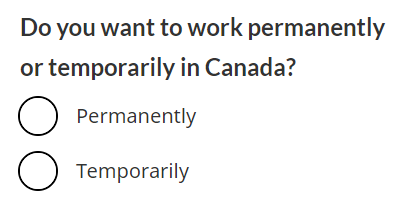 Do you want to work permanently
or temporarily in Canada?
Permanently
Temporarily